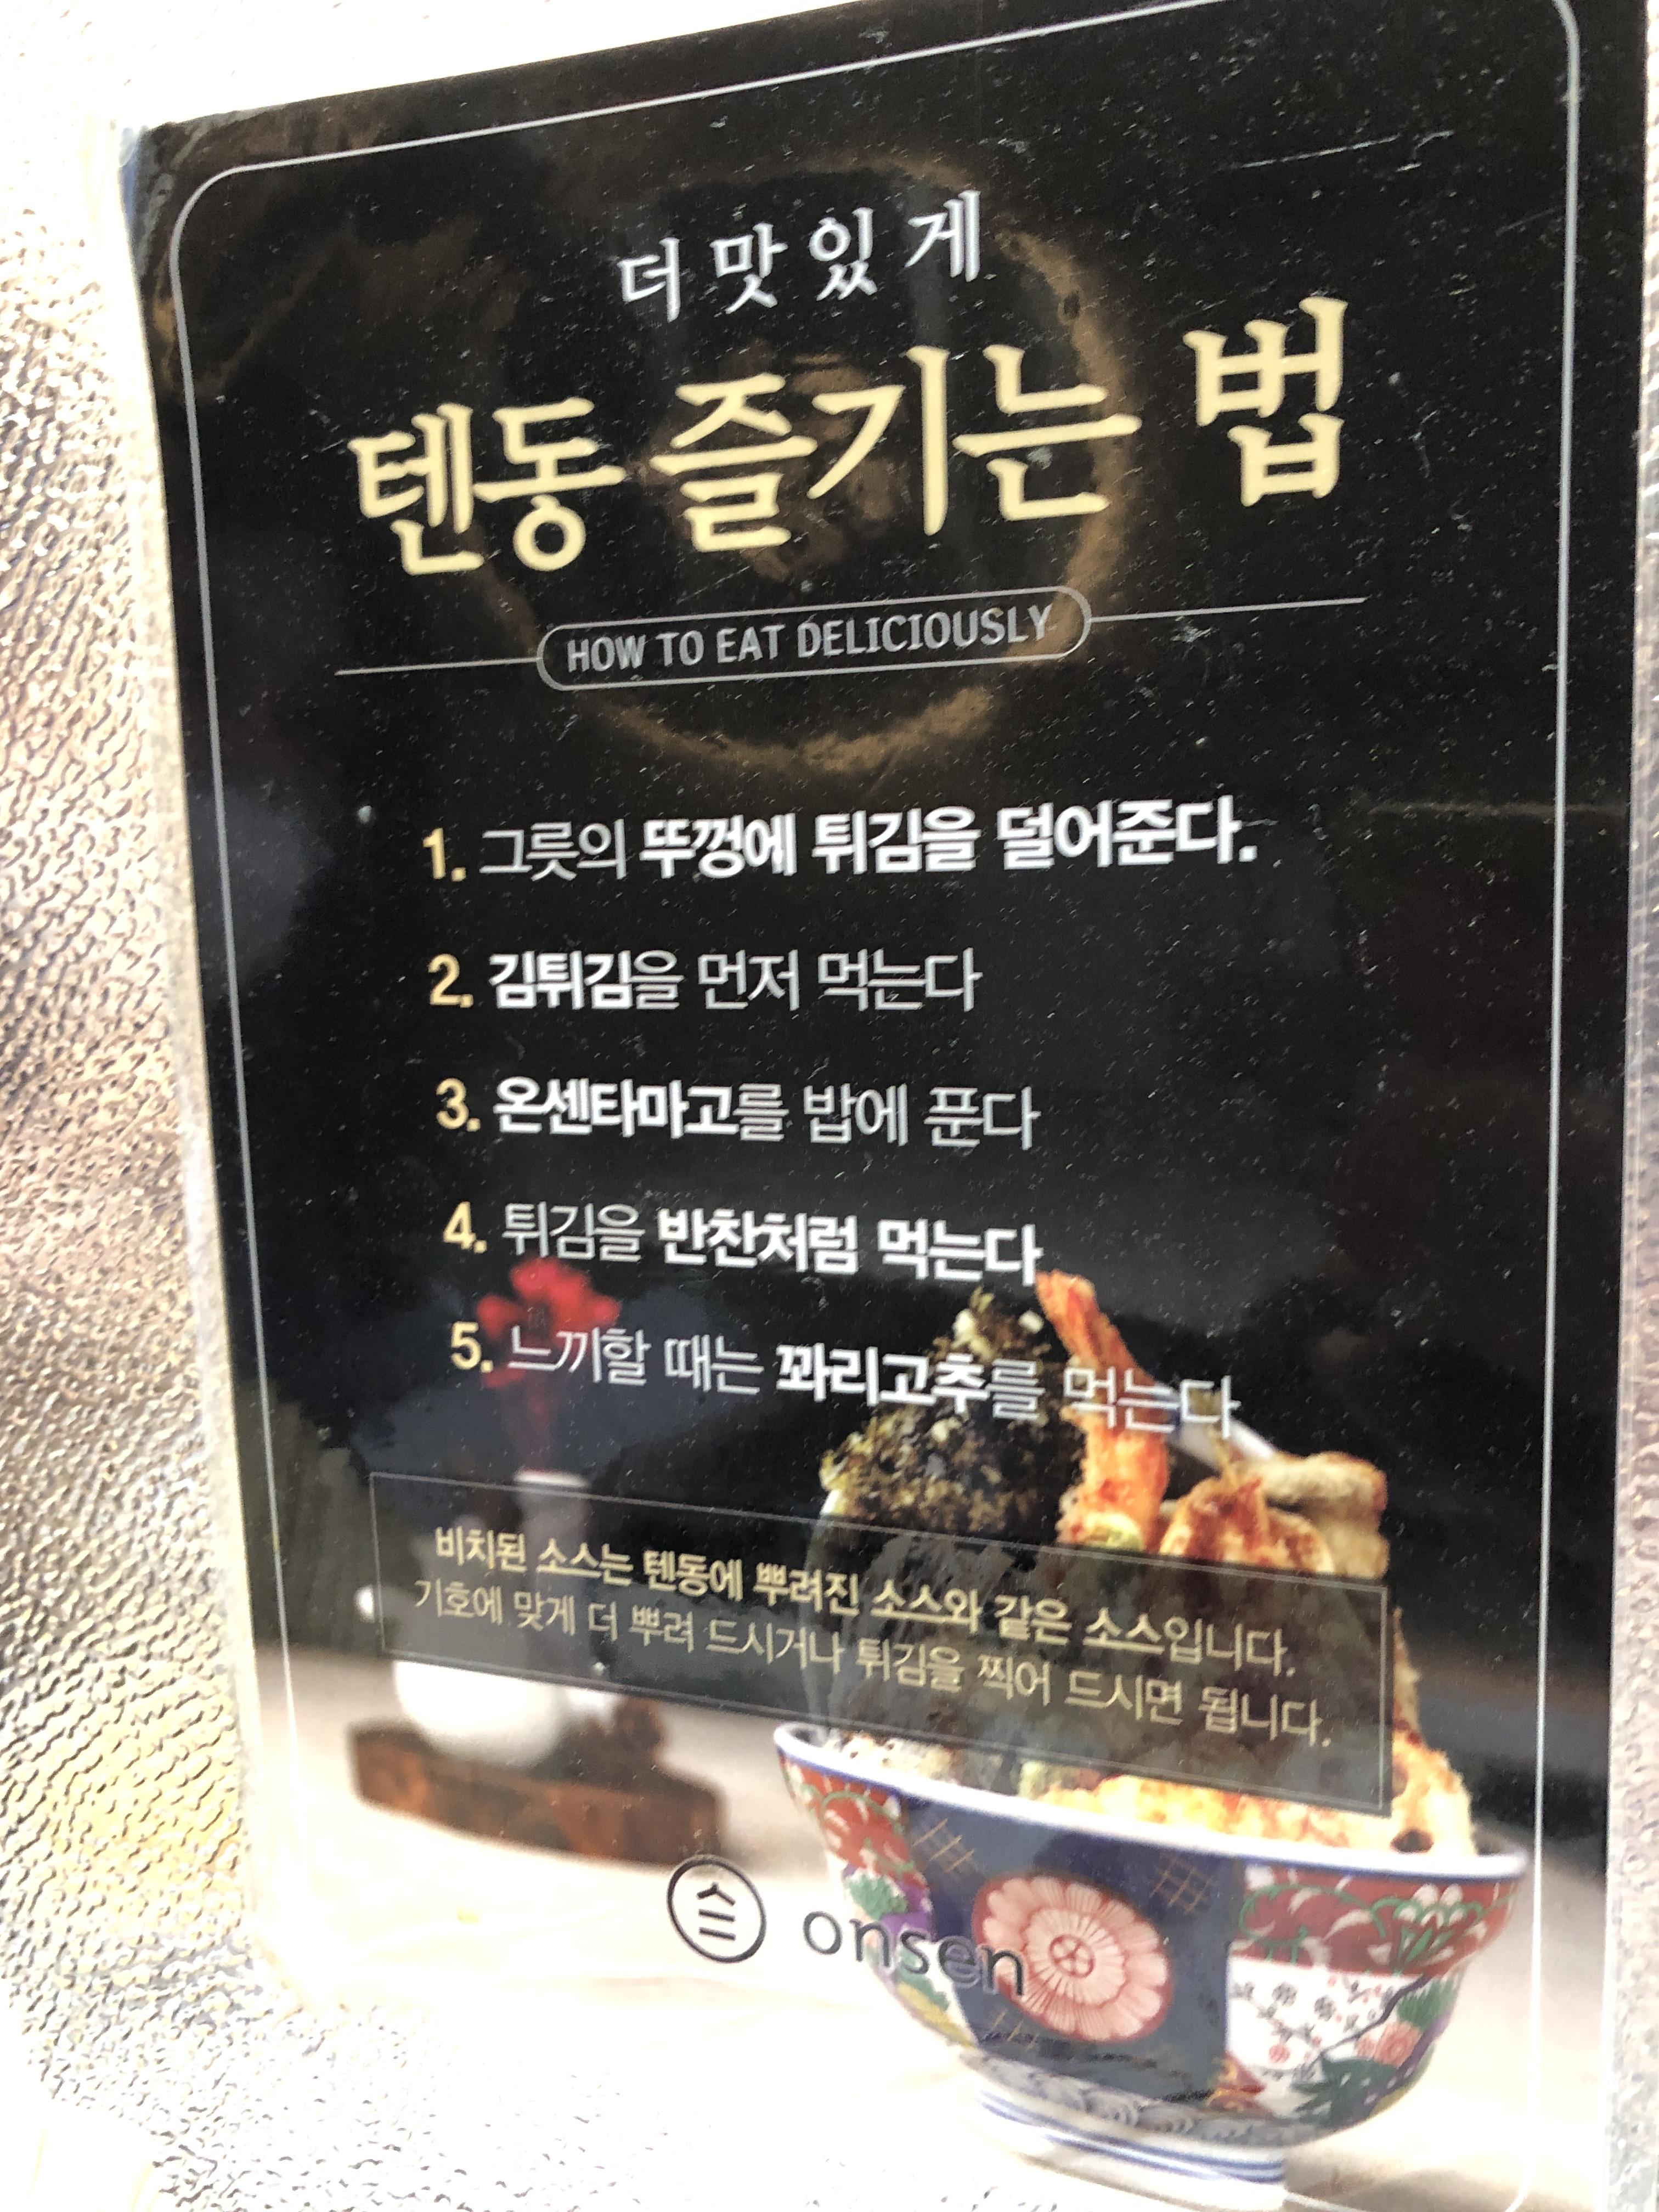 더 맛있게
텐동 즐기는 법
HOW TO EAT DELICIOUSLY
1. 그릇의 뚜껑에 튀김을 덜어준다.
2. 김튀김을 먼저 먹는다
3. 온센타마고를 밥에 푼다
4. 튀김을 반찬처럼 먹는다
5. 느끼할 때는 꽈리고추를 먹는다
비치된 소스는 텐동에 뿌려진 소스와 같은 소스입니다.
기호에 맞게 더 뿌려 드시거나 튀김을 찍어 드시면 됩니다.
onsen